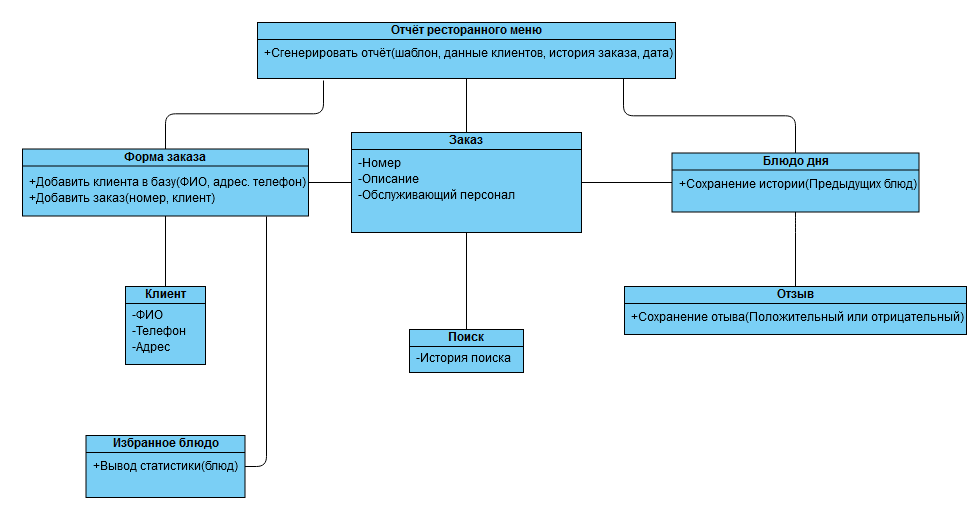 Отчёт ресторанного меню
+Сгенерировать отчёт(шаблон, данные клиентов, история заказа, дата)
Форма заказа
+Добавить клиента в базу(ФИО, адрес. телефон)
+Добавить заказ(номер, клиент)
Заказ
-Номер
-Описание
-Обслуживающий персонал
Блюдо дня
+Сохранение истории(Предыдущих блюд)
Клиент
-ФИО
-Телефон
-Адрес
Поиск
-История поиска
Отзыв
+Сохранение отыва(Положительный или отрицательный)
Избранное блюдо
+Вывод статистики(блюд)